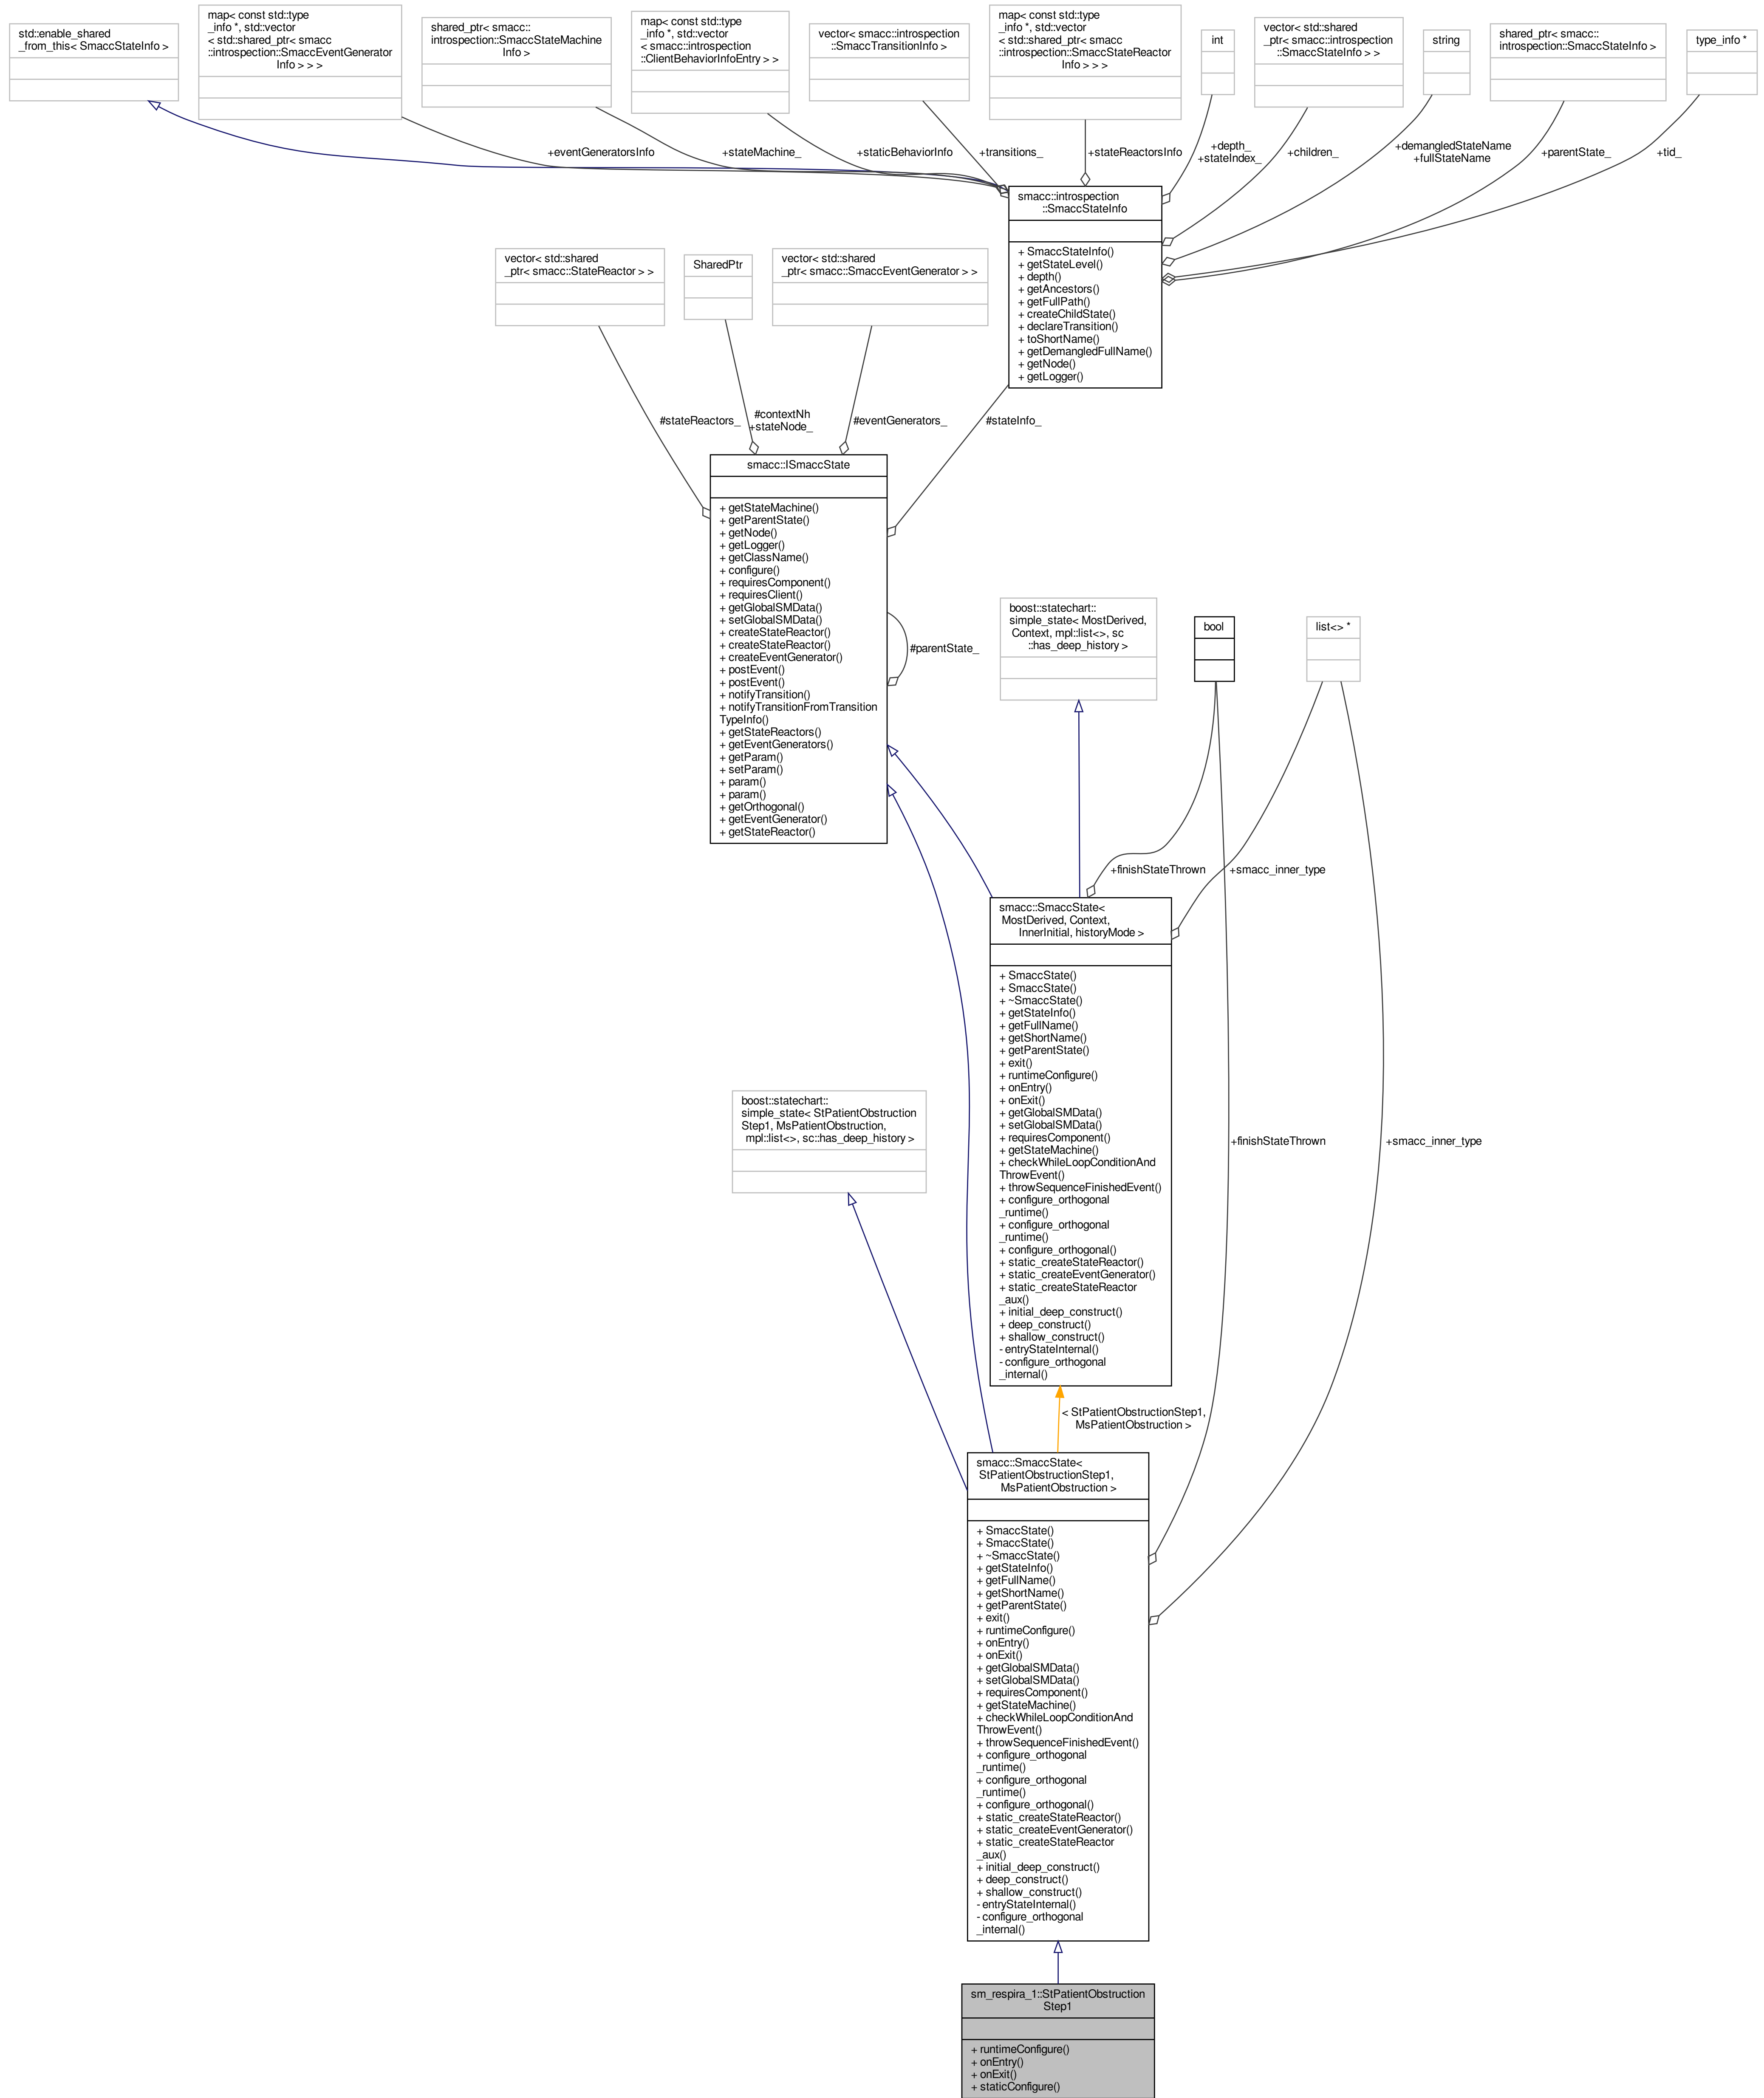 std::enable_shared
_from_this< SmaccStateInfo >
map< const std::type
_info *, std::vector
< std::shared_ptr< smacc
::introspection::SmaccEventGenerator
Info > > >
shared_ptr< smacc::
introspection::SmaccStateMachine
Info >
map< const std::type
_info *, std::vector
< smacc::introspection
::ClientBehaviorInfoEntry > >
vector< smacc::introspection
::SmaccTransitionInfo >
map< const std::type
_info *, std::vector
< std::shared_ptr< smacc
::introspection::SmaccStateReactor
Info > > >
int
vector< std::shared
_ptr< smacc::introspection
::SmaccStateInfo > >
string
shared_ptr< smacc::
introspection::SmaccStateInfo >
type_info *
+eventGeneratorsInfo
+stateMachine_
+staticBehaviorInfo
+transitions_
+stateReactorsInfo
+depth_
+stateIndex_
+children_
+demangledStateName
+fullStateName
+parentState_
+tid_
smacc::introspection
::SmaccStateInfo
+ SmaccStateInfo()
+ getStateLevel()
+ depth()
+ getAncestors()
+ getFullPath()
+ createChildState()
+ declareTransition()
+ toShortName()
+ getDemangledFullName()
+ getNode()
+ getLogger()
vector< std::shared
_ptr< smacc::StateReactor > >
SharedPtr
vector< std::shared
_ptr< smacc::SmaccEventGenerator > >
#stateReactors_
#contextNh
+stateNode_
#eventGenerators_
#stateInfo_
smacc::ISmaccState
+ getStateMachine()
+ getParentState()
+ getNode()
+ getLogger()
+ getClassName()
+ configure()
+ requiresComponent()
+ requiresClient()
+ getGlobalSMData()
+ setGlobalSMData()
+ createStateReactor()
+ createStateReactor()
+ createEventGenerator()
+ postEvent()
+ postEvent()
+ notifyTransition()
+ notifyTransitionFromTransition
TypeInfo()
+ getStateReactors()
+ getEventGenerators()
+ getParam()
+ setParam()
+ param()
+ param()
+ getOrthogonal()
+ getEventGenerator()
+ getStateReactor()
#parentState_
boost::statechart::
simple_state< MostDerived,
Context, mpl::list<>, sc
::has_deep_history >
bool
list<> *
+finishStateThrown
+smacc_inner_type
smacc::SmaccState<
MostDerived, Context,
InnerInitial, historyMode >
+ SmaccState()
+ SmaccState()
+ ~SmaccState()
+ getStateInfo()
+ getFullName()
+ getShortName()
+ getParentState()
+ exit()
+ runtimeConfigure()
+ onEntry()
+ onExit()
+ getGlobalSMData()
+ setGlobalSMData()
+ requiresComponent()
+ getStateMachine()
+ checkWhileLoopConditionAnd
ThrowEvent()
+ throwSequenceFinishedEvent()
+ configure_orthogonal
_runtime()
+ configure_orthogonal
_runtime()
+ configure_orthogonal()
+ static_createStateReactor()
+ static_createEventGenerator()
+ static_createStateReactor
_aux()
+ initial_deep_construct()
+ deep_construct()
+ shallow_construct()
- entryStateInternal()
- configure_orthogonal
_internal()
boost::statechart::
simple_state< StPatientObstruction
Step1, MsPatientObstruction,
mpl::list<>, sc::has_deep_history >
+finishStateThrown
+smacc_inner_type
< StPatientObstructionStep1,
MsPatientObstruction >
smacc::SmaccState<
StPatientObstructionStep1,
MsPatientObstruction >
+ SmaccState()
+ SmaccState()
+ ~SmaccState()
+ getStateInfo()
+ getFullName()
+ getShortName()
+ getParentState()
+ exit()
+ runtimeConfigure()
+ onEntry()
+ onExit()
+ getGlobalSMData()
+ setGlobalSMData()
+ requiresComponent()
+ getStateMachine()
+ checkWhileLoopConditionAnd
ThrowEvent()
+ throwSequenceFinishedEvent()
+ configure_orthogonal
_runtime()
+ configure_orthogonal
_runtime()
+ configure_orthogonal()
+ static_createStateReactor()
+ static_createEventGenerator()
+ static_createStateReactor
_aux()
+ initial_deep_construct()
+ deep_construct()
+ shallow_construct()
- entryStateInternal()
- configure_orthogonal
_internal()
sm_respira_1::StPatientObstruction
Step1
+ runtimeConfigure()
+ onEntry()
+ onExit()
+ staticConfigure()